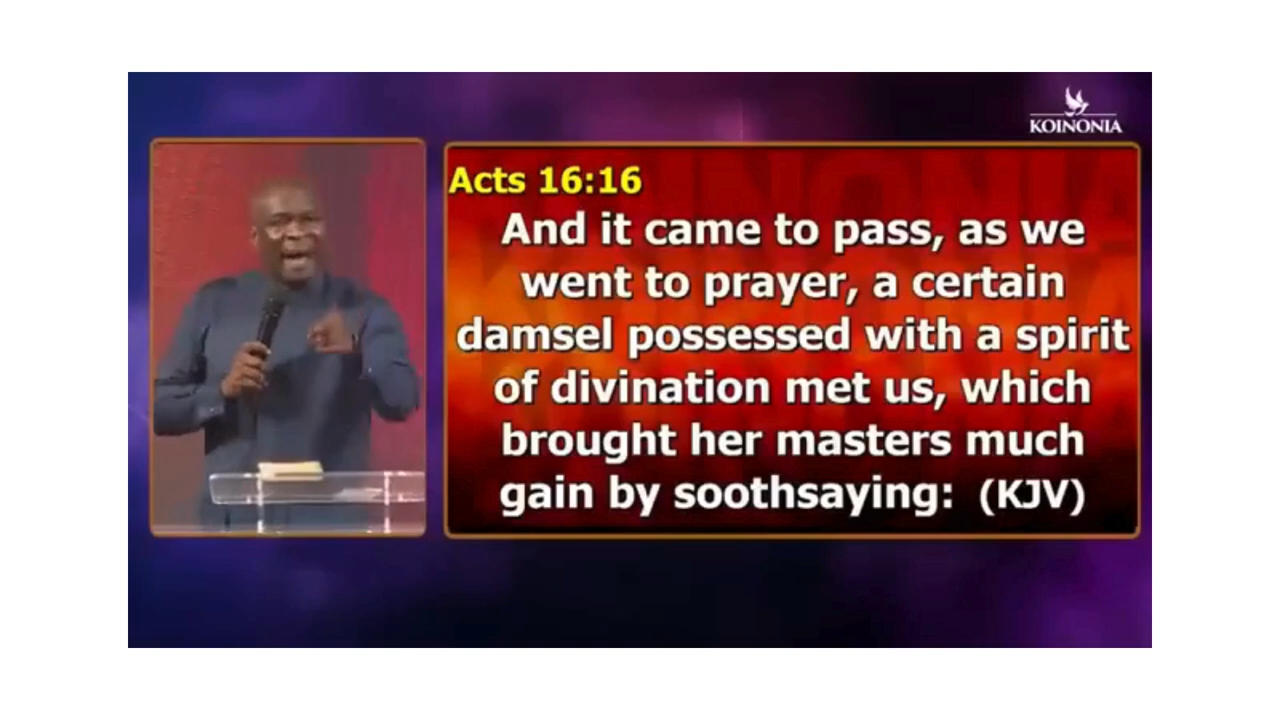 KOINONIA
Acts 16:16
And it came to pass, as we
went to prayer, a certain
damsel possessed with a spirit
of divination met us, which
brought her masters much
gain by soothsaying:  (KJV)